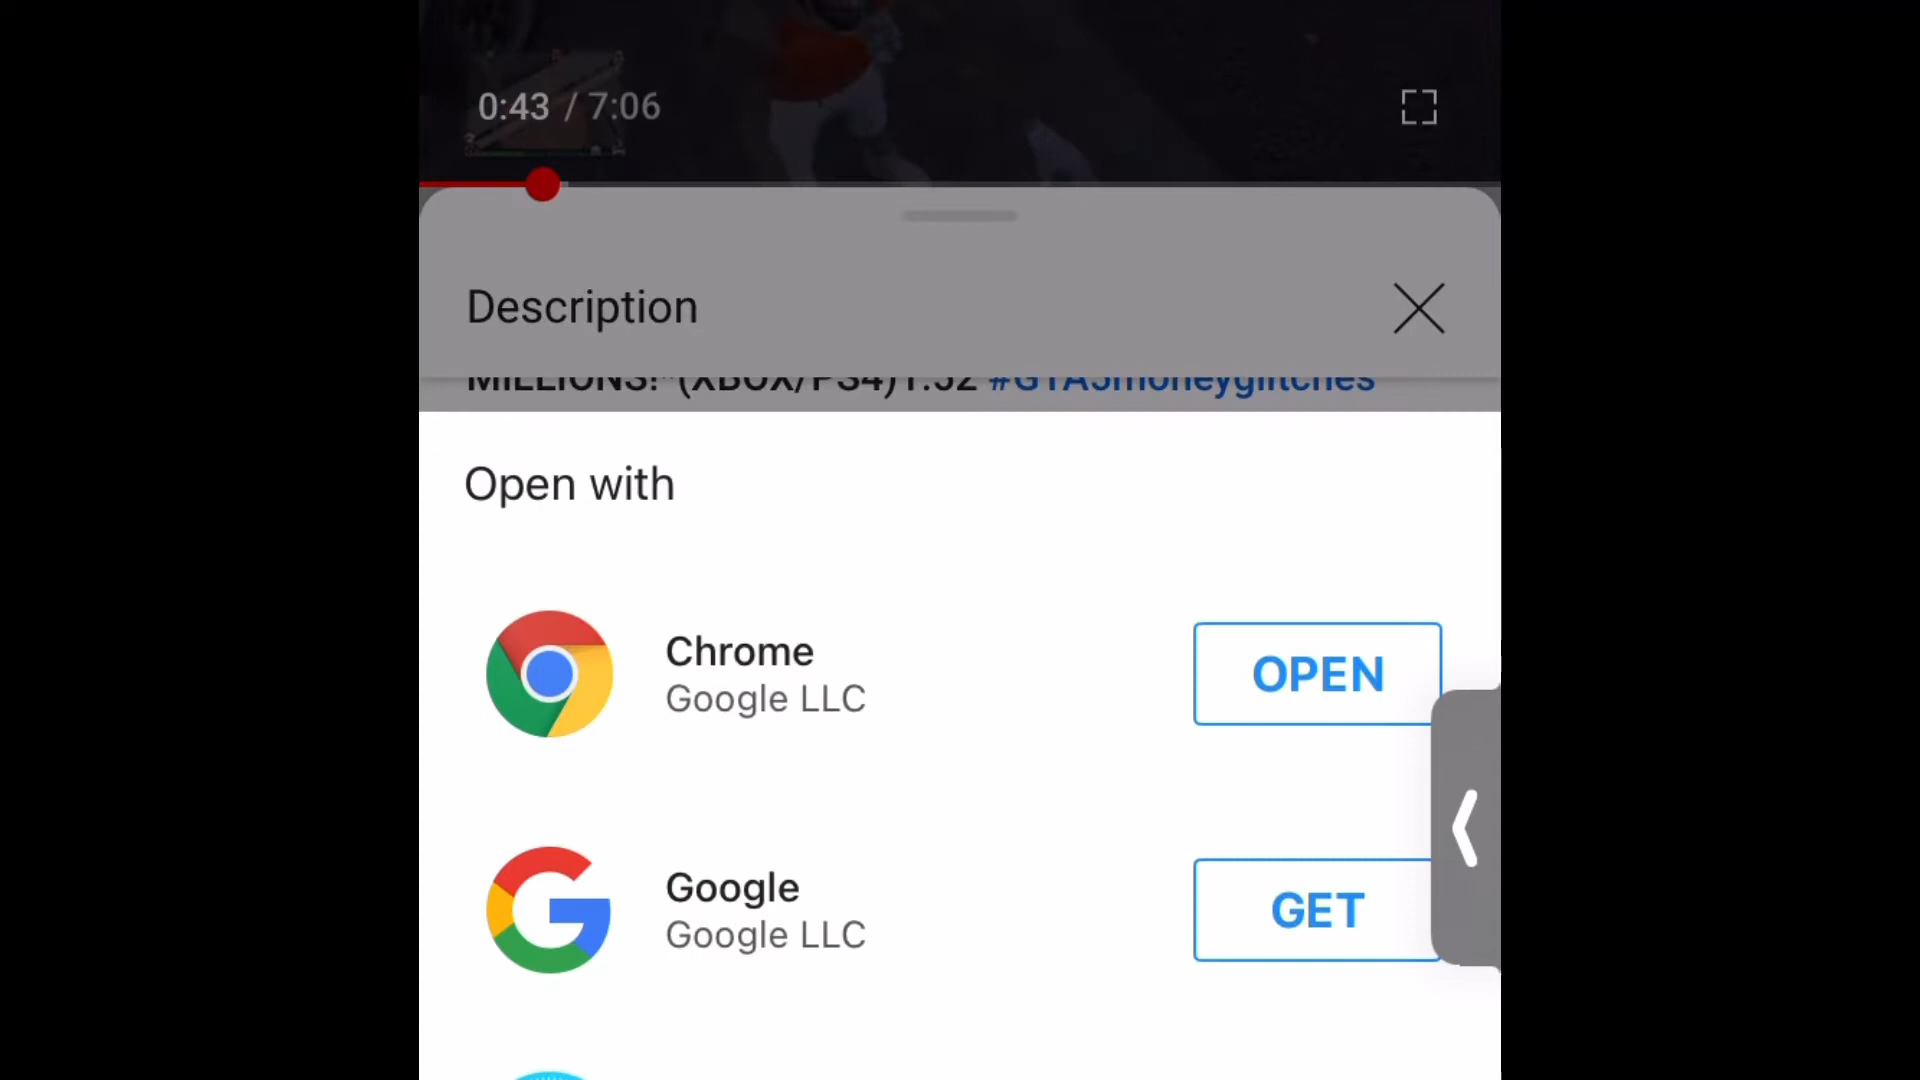 0:43 / 7:06
Description
MILLIONS!*(XBOX/PS4)1.52 #GTA5moneyglitches
Open with
Chrome
Google LLC
OPEN
Google
Google LLC
GET